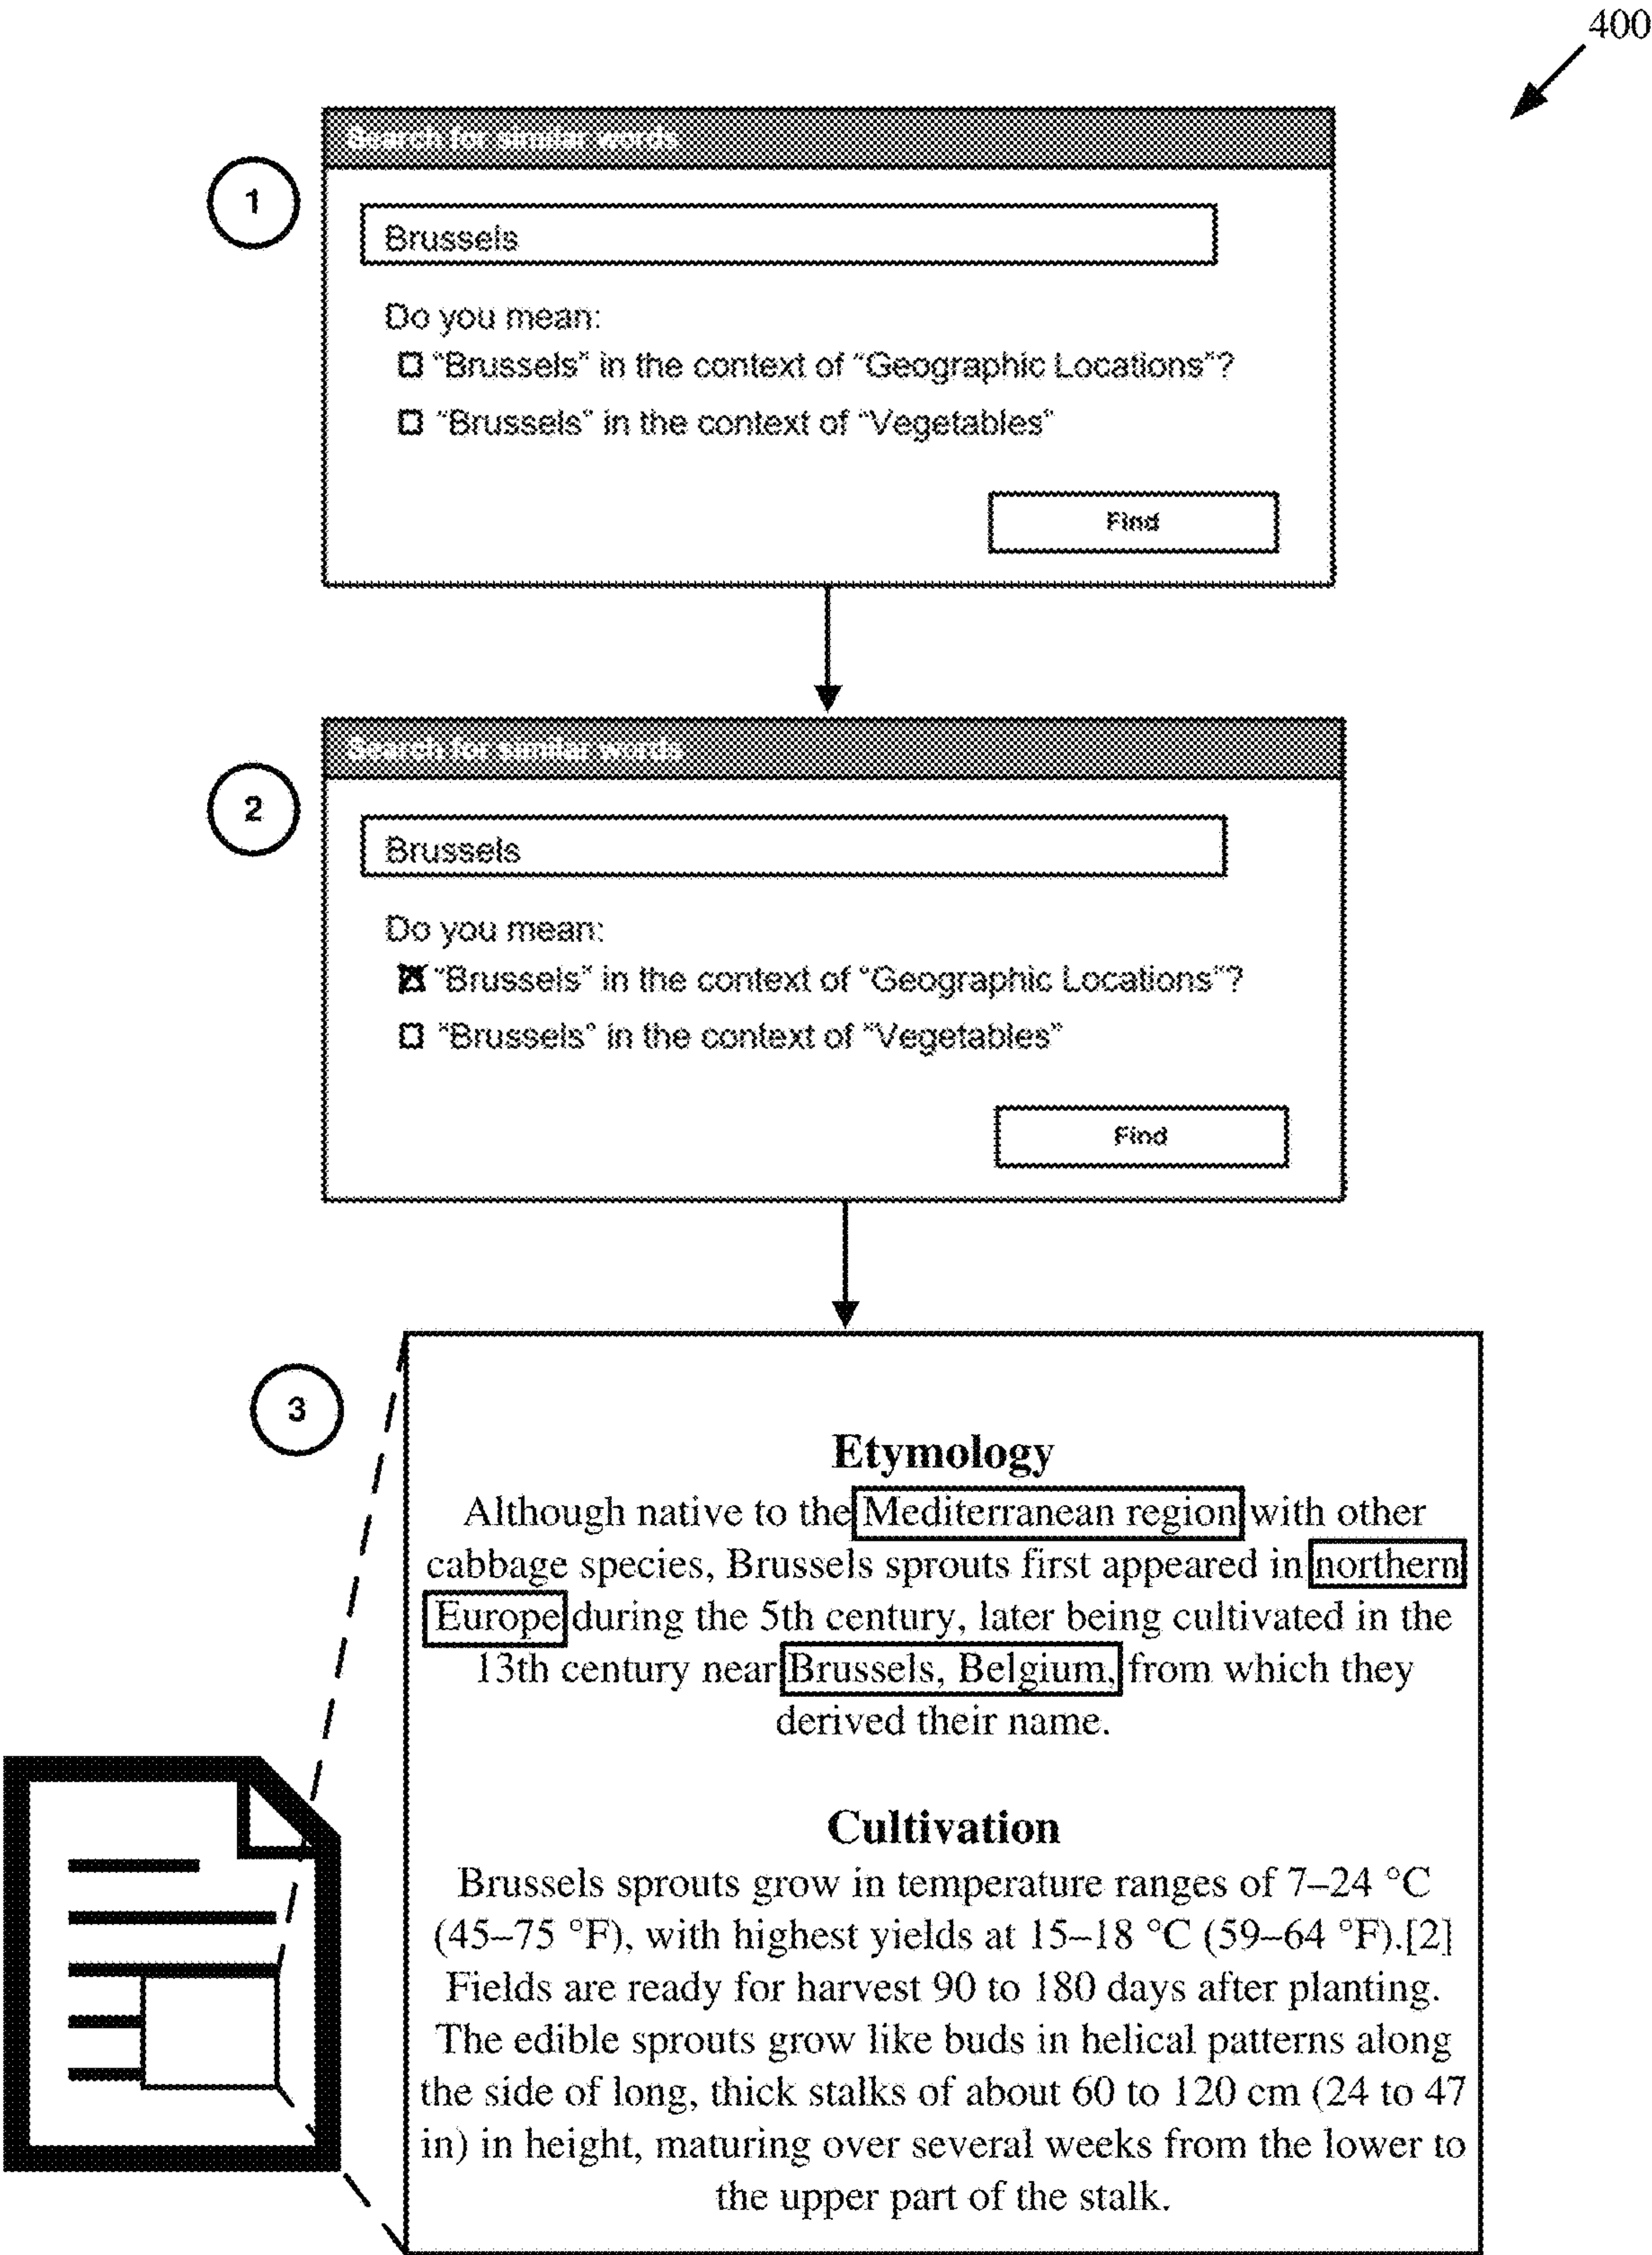 400
Search for similar words
1
Brussels
Do you mean:
"Brussels" in the context of "Geographic Locations"?
"Brussels" in the context of "Vegetables"
Find
Search for similar words
2
Brussels
Do you mean:
"Brussels" in the context of "Geographic Locations"?
"Brussels" in the context of "Vegetables"
Find
3
Etymology
Although native to the Mediterranean region with other
cabbage species, Brussels sprouts first appeared in northern
Europe during the 5th century, later being cultivated in the
13th century near Brussels, Belgium, from which they
derived their name.
Cultivation
Brussels sprouts grow in temperature ranges of 7–24 °C
(45–75 °F), with highest yields at 15–18 °C (59–64 °F).[2]
Fields are ready for harvest 90 to 180 days after planting.
The edible sprouts grow like buds in helical patterns along
the side of long, thick stalks of about 60 to 120 cm (24 to 47
in) in height, maturing over several weeks from the lower to
the upper part of the stalk.